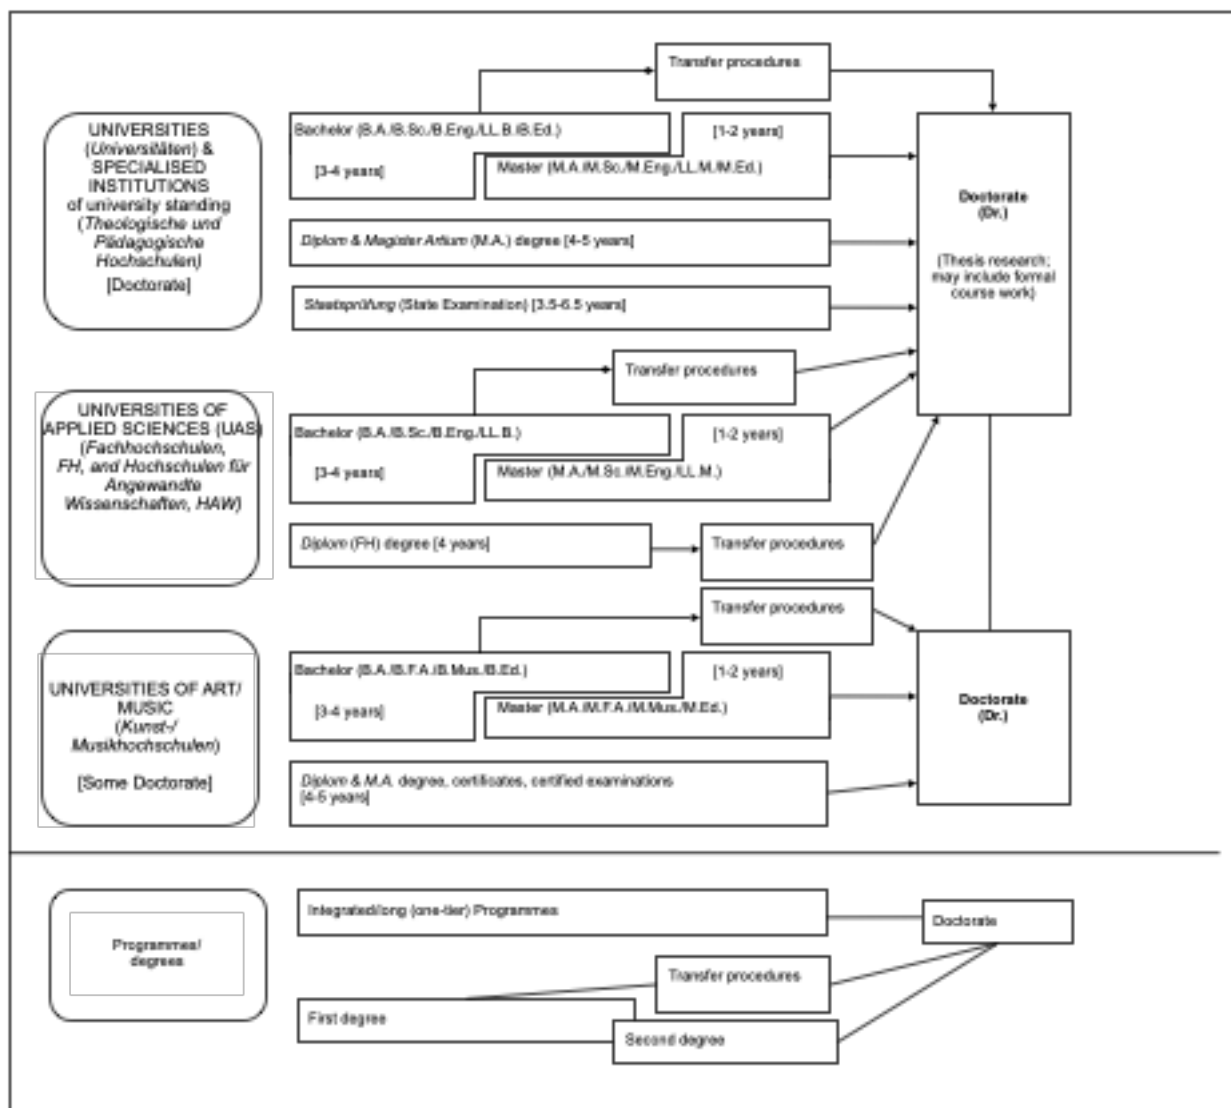 Transfer procedures
UNIVERSITIES
(Universitäten) &
SPECIALISED
INSTITUTIONS
of university standing
(Theologische und
Pädagogische
Hochschulen)
[Doctorate]
Bachelor (B.A./B.Sc./B.Eng./LL.B./B.Ed.)
[1-2 years]
[3-4 years]
Master (M.A./M.Sc./M.Eng./LL.M./M.Ed.)
Diplom & Magister Artium (M.A.) degree [4-5 years]
Staatsprüfung (State Examination) [3.5-6.5 years]
Doctorate
(Dr.)
(Thesis research;
may include formal
course work)
Transfer procedures
UNIVERSITIES OF
APPLIED SCIENCES (UAS)
(Fachhochschulen,
FH, and Hochschulen für
Angewandte
Wissenschaften, HAW)
Bachelor (B.A./B.Sc./B.Eng./LL.B.)
[1-2 years]
[3-4 years]
Master (M.A./M.Sc./M.Eng./LL.M.)
Diplom (FH) degree [4 years]
Transfer procedures
Transfer procedures
UNIVERSITIES OF ART/
MUSIC
(Kunst-/
Musikhochschulen)
[Some Doctorate]
Bachelor (B.A./B.F.A./B.Mus./B.Ed.)
[1-2 years]
[3-4 years]
Master (M.A./M.F.A./M.Mus./M.Ed.)
Diplom & M.A. degree, certificates, certified examinations
[4-5 years]
Doctorate
(Dr.)
Programmes/
degrees
Integrated/long (one-tier) Programmes
Doctorate
Transfer procedures
First degree
Second degree